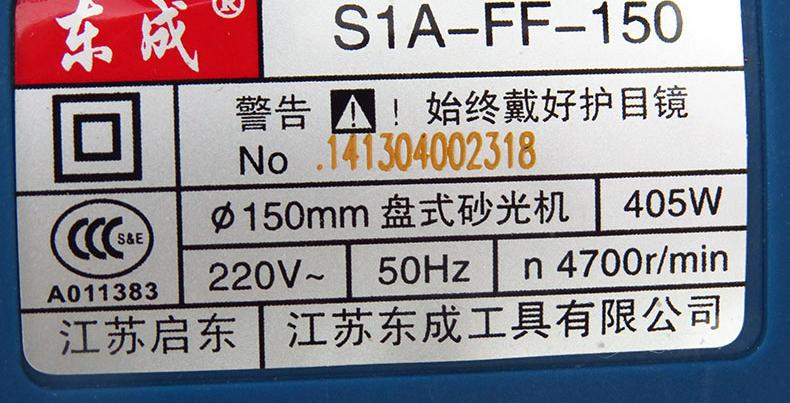 东成® S1A-FF-150
警告 ! ! 始终戴好护目镜
No .141304002318
CCC S&E
A011383
ϕ150mm 盘式砂光机 405W
220V~ 50Hz n 4700r/min
江苏启东 江苏东成工具有限公司